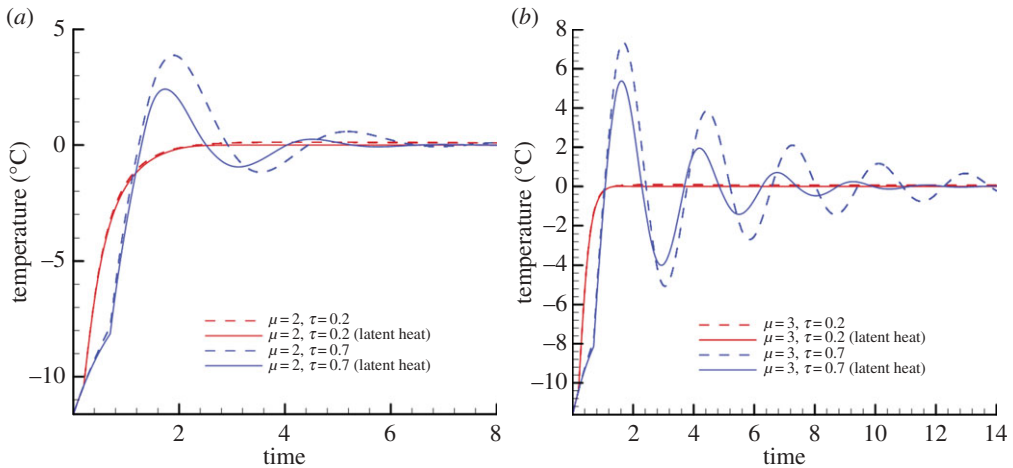 (a)
5
0
–5
–10
temperature (°C)
2
4
6
8
time
μ = 2, τ = 0.2
μ = 2, τ = 0.2 (latent heat)
μ = 2, τ = 0.7
μ = 2, τ = 0.7 (latent heat)
(b)
8
6
4
2
0
–2
–4
–6
–8
–10
temperature (°C)
2
4
6
8
10
12
14
time
μ = 3, τ = 0.2
μ = 3, τ = 0.2 (latent heat)
μ = 3, τ = 0.7
μ = 3, τ = 0.7 (latent heat)